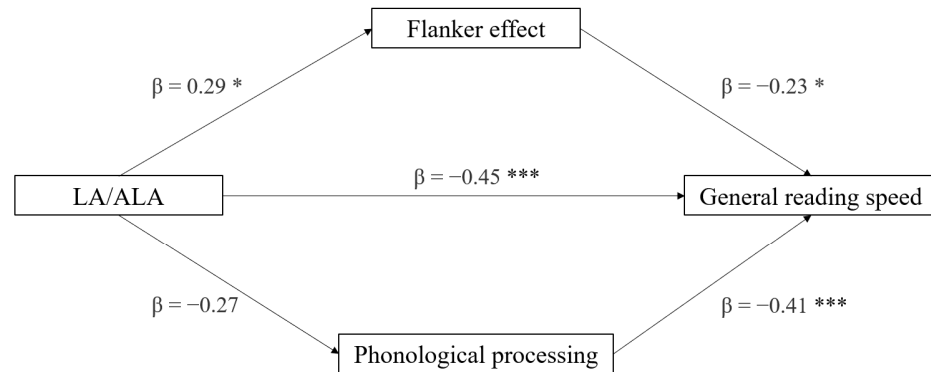 Flanker effect
β = 0.29 *
β = −0.23 *
LA/ALA
β = −0.45 ***
General reading speed
β = −0.27
β = −0.41 ***
Phonological processing